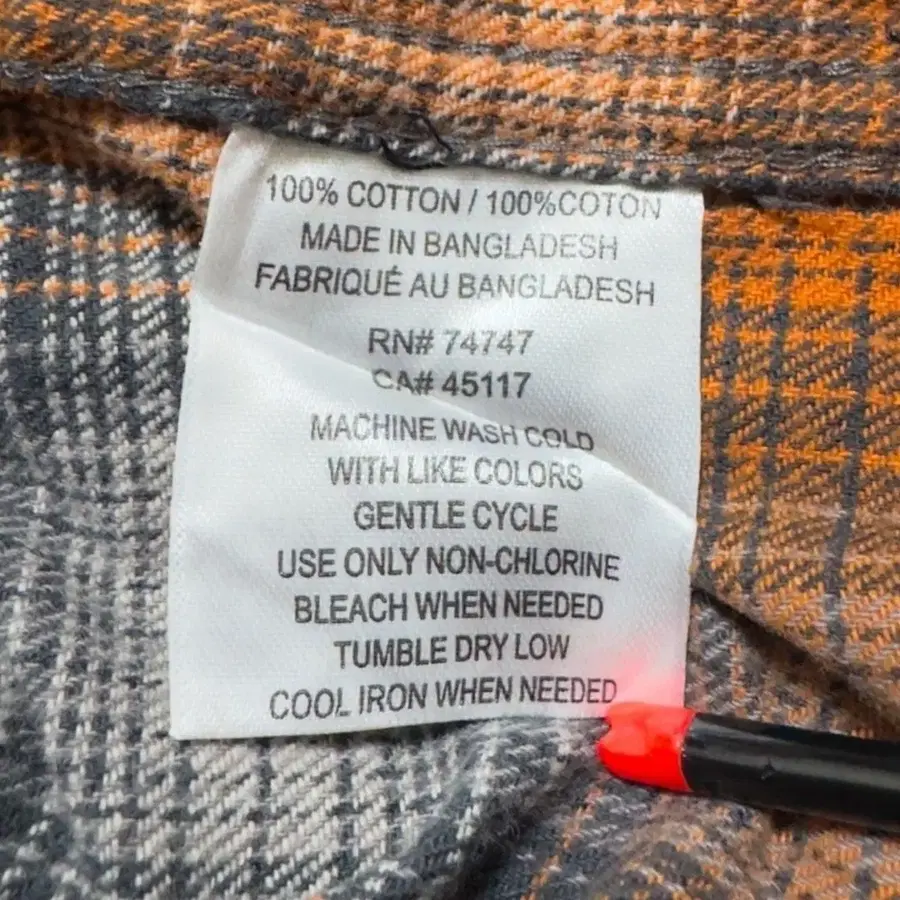 100% COTTON / 100%COTON
MADE IN BANGLADESH
FABRIQUÉ AU BANGLADESH
RN# 74747
CA# 45117
MACHINE WASH COLD
WITH LIKE COLORS
GENTLE CYCLE
USE ONLY NON-CHLORINE
BLEACH WHEN NEEDED
TUMBLE DRY LOW
COOL IRON WHEN NEEDED